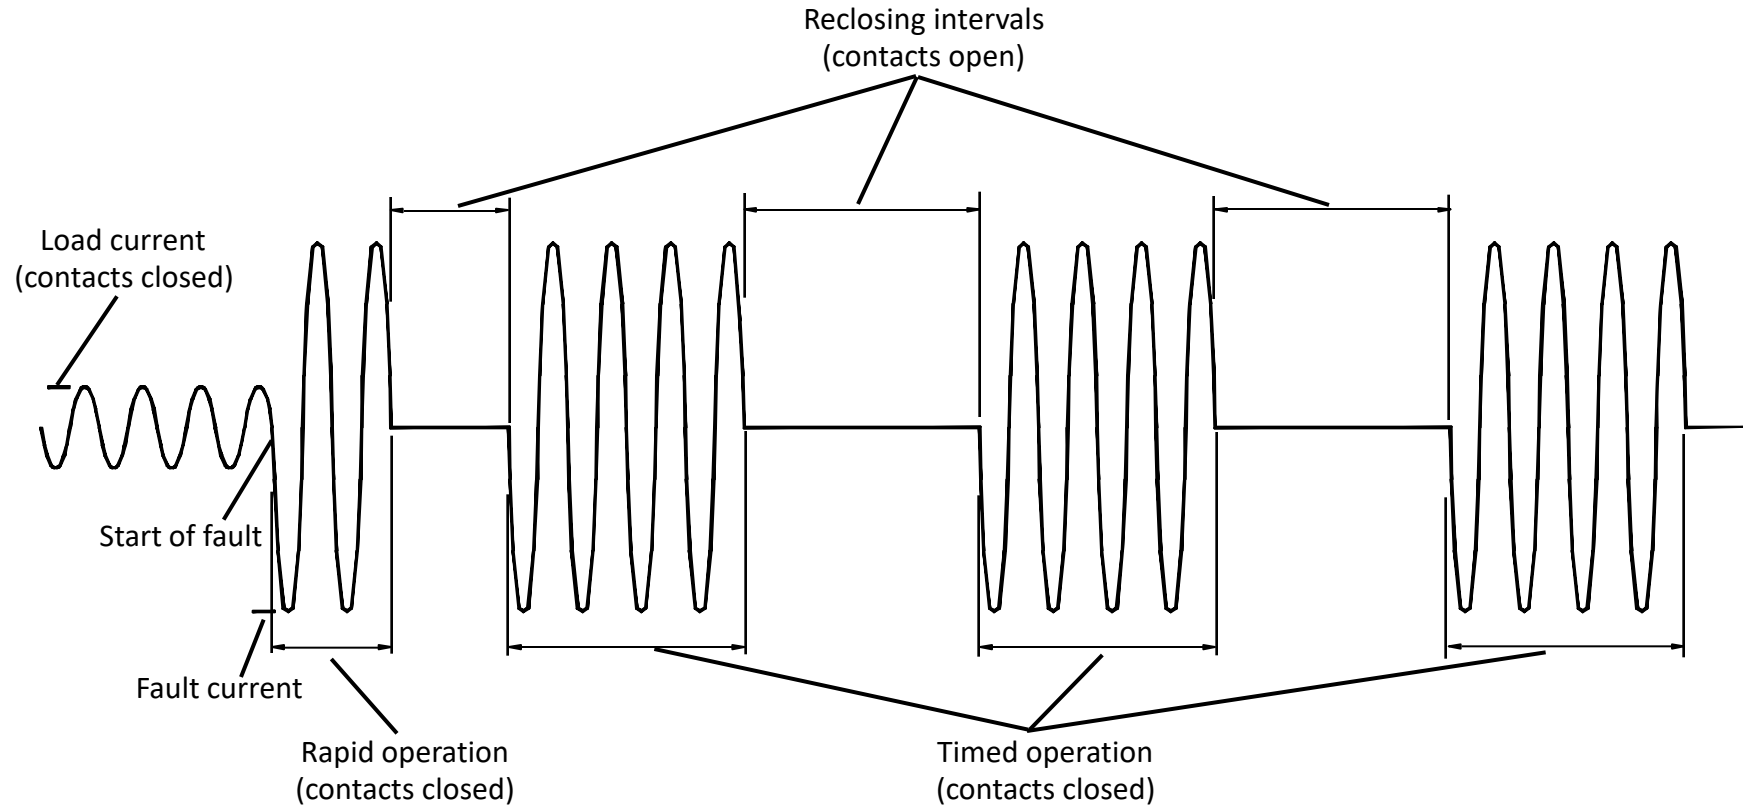 Reclosing intervals
(contacts open)
Load current
(contacts closed)
Start of fault
Fault current
Rapid operation
(contacts closed)
Timed operation
(contacts closed)